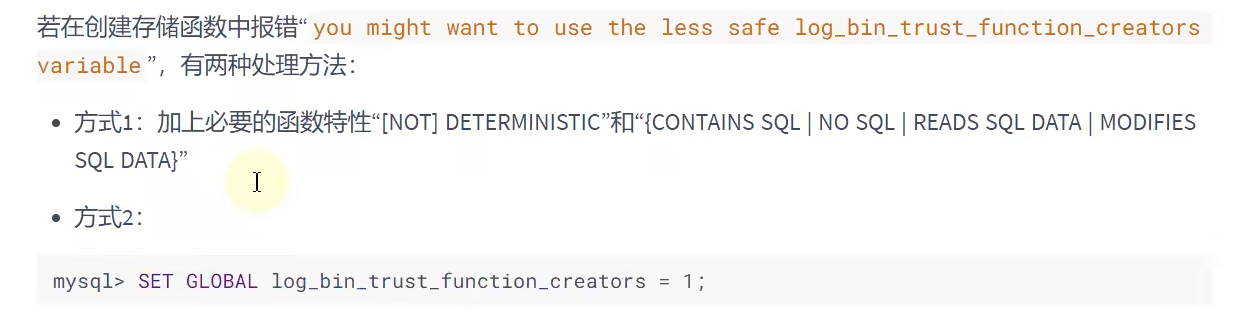 若在创建存储函数中报错“you might want to use the less safe log_bin_trust_function_creators
variable”，有两种处理方法：
• 方式1：加上必要的函数特性“[NOT] DETERMINISTIC”和“{CONTAINS SQL | NO SQL | READS SQL DATA | MODIFIES
SQL DATA}”
• 方式2：
mysql> SET GLOBAL log_bin_trust_function_creators = 1;